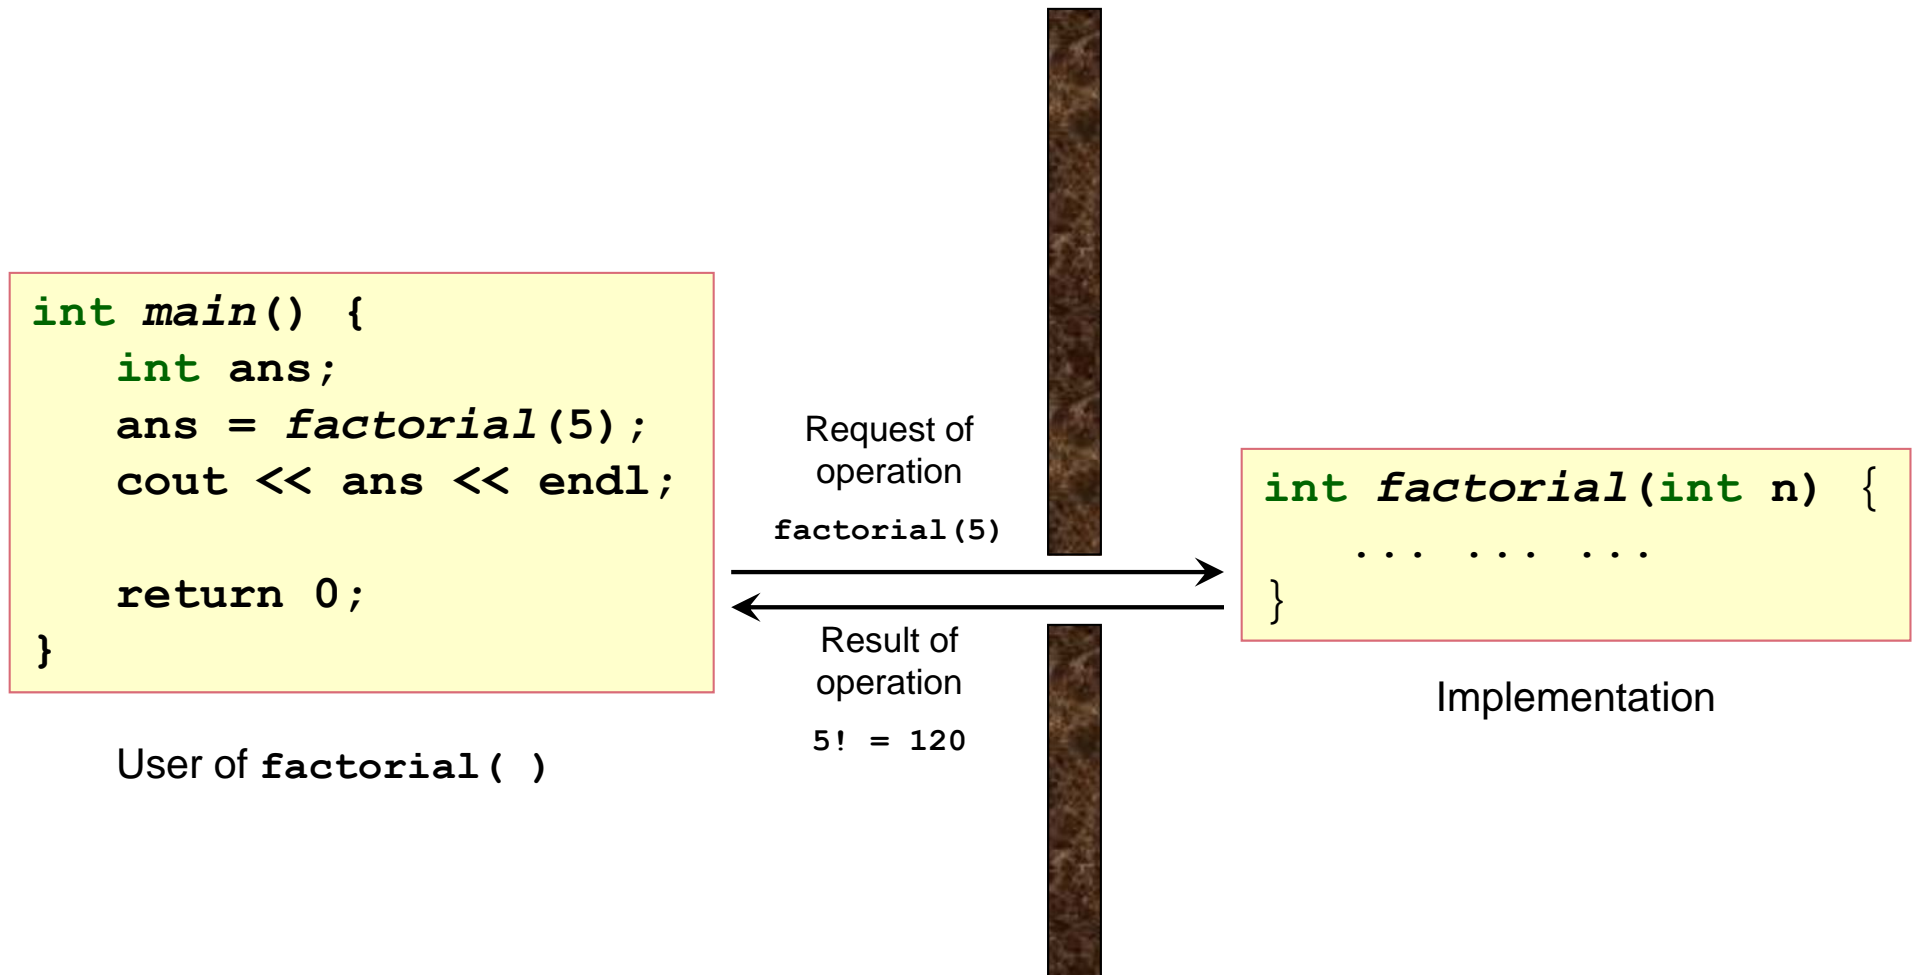 int main() {
int ans;
ans = factorial(5);
cout << ans << endl;
return 0;
}
User of factorial( )
Request of
operation
factorial(5)
Result of
operation
5! = 120
int factorial(int n) {
... ... ...
}
Implementation